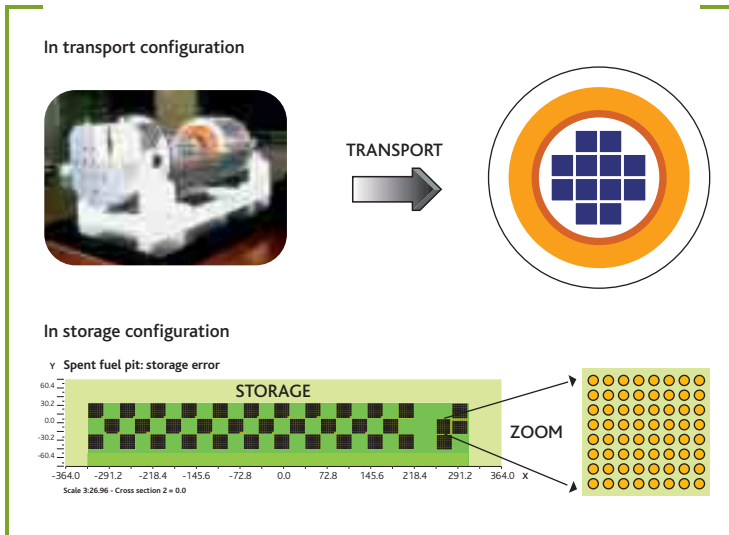 In transport configuration
TRANSPORT
In storage configuration
Y Spent fuel pit: storage error
STORAGE
60.4
30.2
0.0
-30.2
-60.4
ZOOM
-364.0 -291.2 -218.4 -145.6 -72.8 0.0 72.8 145.6 218.4 291.2 364.0 X
Scale 3:26.96 - Cross section 2 = 0.0